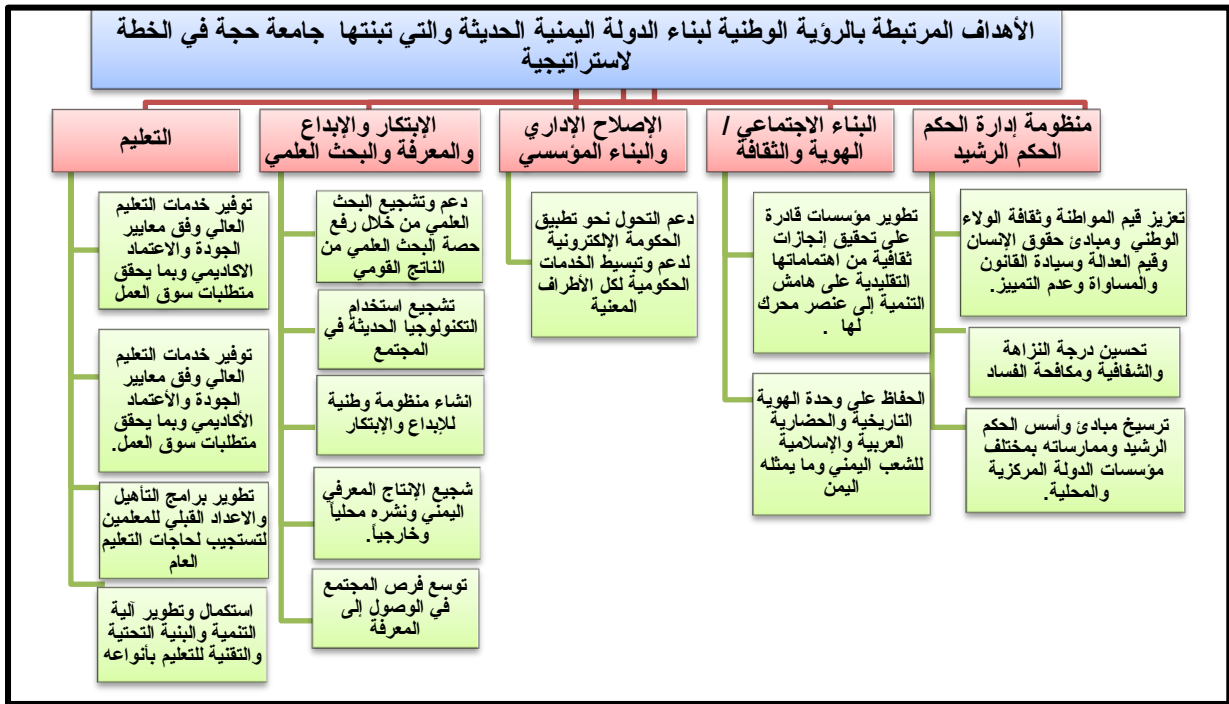 الأهداف المرتبطة بالرؤية الوطنية لبناء الدولة اليمنية الحديثة والتي تبنتها جامعة حجة في الخطة
لاستراتيجية
منظومة إدارة الحكم
الحكم الرشيد
تعزيز قيم المواطنة وثقافة الولاء
الوطني ومبادئ حقوق الإنسان
وقيم العدالة وسيادة القانون
والمساواة وعدم التمييز.
تحسين درجة النزاهة
والشفافية ومكافحة الفساد
ترسيخ مبادئ وأسس الحكم
الرشيد وممارساته بمختلف
مؤسسات الدولة المركزية
والمحلية.
البناء الاجتماعي /
الهوية والثقافة
تطوير مؤسسات قادرة
على تحقيق إنجازات
ثقافية من اهتماماتها
التقليدية على هامش
التنمية إلى عنصر محرك
لها .
الحفاظ على وحدة الهوية
التاريخية والحضارية
العربية والإسلامية
للشعب اليمني وما يمثله
اليمن
الإصلاح الإداري
والبناء المؤسسي
دعم التحول نحو تطبيق
الحكومة الإلكترونية
لدعم وتبسيط الخدمات
الحكومية لكل الأطراف
المعنية
الإبتكار والإبداع
والمعرفة والبحث العلمي
دعم وتشجيع البحث
العلمي من خلال رفع
حصة البحث العلمي من
الناتج القومي
تشجيع استخدام
التكنولوجيا الحديثة في
المجتمع
انشاء منظومة وطنية
للإبداع والإبتكار
شجيع الإنتاج المعرفي
اليمني ونشره محلياً
وخارجياً.
توسع فرص المجتمع
في الوصول إلى
المعرفة
التعليم
توفير خدمات التعليم
العالي وفق معايير
الجودة والاعتماد
الاكاديمي وبما يحقق
متطلبات سوق العمل
توفير خدمات التعليم
العالي وفق معايير
الجودة والأعتماد
الأكاديمي وبما يحقق
متطلبات سوق العمل.
تطوير برامج التأهيل
والاعداد القبلي للمعلمين
لتستجيب لحاجات التعليم
العام
استكمال وتطوير آلية
التنمية والبنية التحتية
والتقنية للتعليم بأنواعه